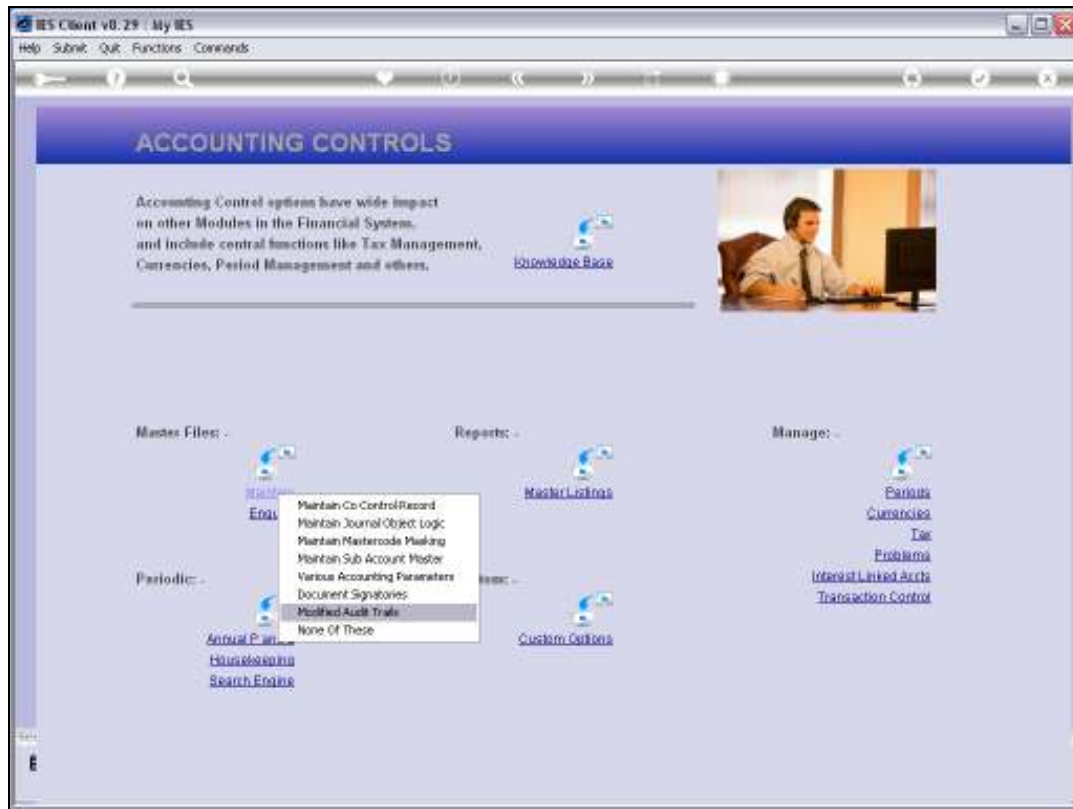 IES Client v8.29 : My IES
Help Submit Quit Functions Commands
ACCOUNTING CONTROLS
Accounting Control options have wide impact
on other Modules in the Financial System,
and include central functions like Tax Management,
Currencies, Period Management and others.
Knowledge Base
Master Files: -
Reports: -
Manage: -
Maintain
Master Listings
Periods
Enqu
Currencies
Tax
Problems
Interest Linked Accts
Transaction Control
Maintain Co Control Record
Maintain Journal Object Logic
Maintain Mastercode Masking
Maintain Sub Account Master
Various Accounting Parameters
Document Signatories
Modified Audit Trails
None Of These
Periodic: -
Annual P
Custom Options
Housekeeping
Search Engine